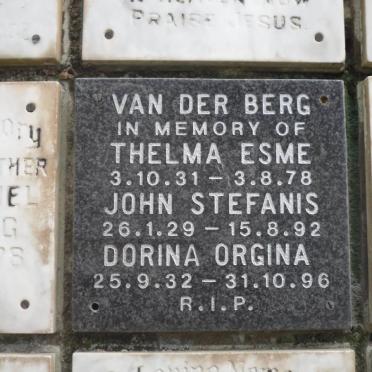 PRAISE JESUS
VAN DER BERG
IN MEMORY OF
THELMA ESME
3.10.31 – 3.8.78
JOHN STEFANIS
26.1.29 – 15.8.92
DORINA ORGINA
25.9.32 – 31.10.96
R.I.P.